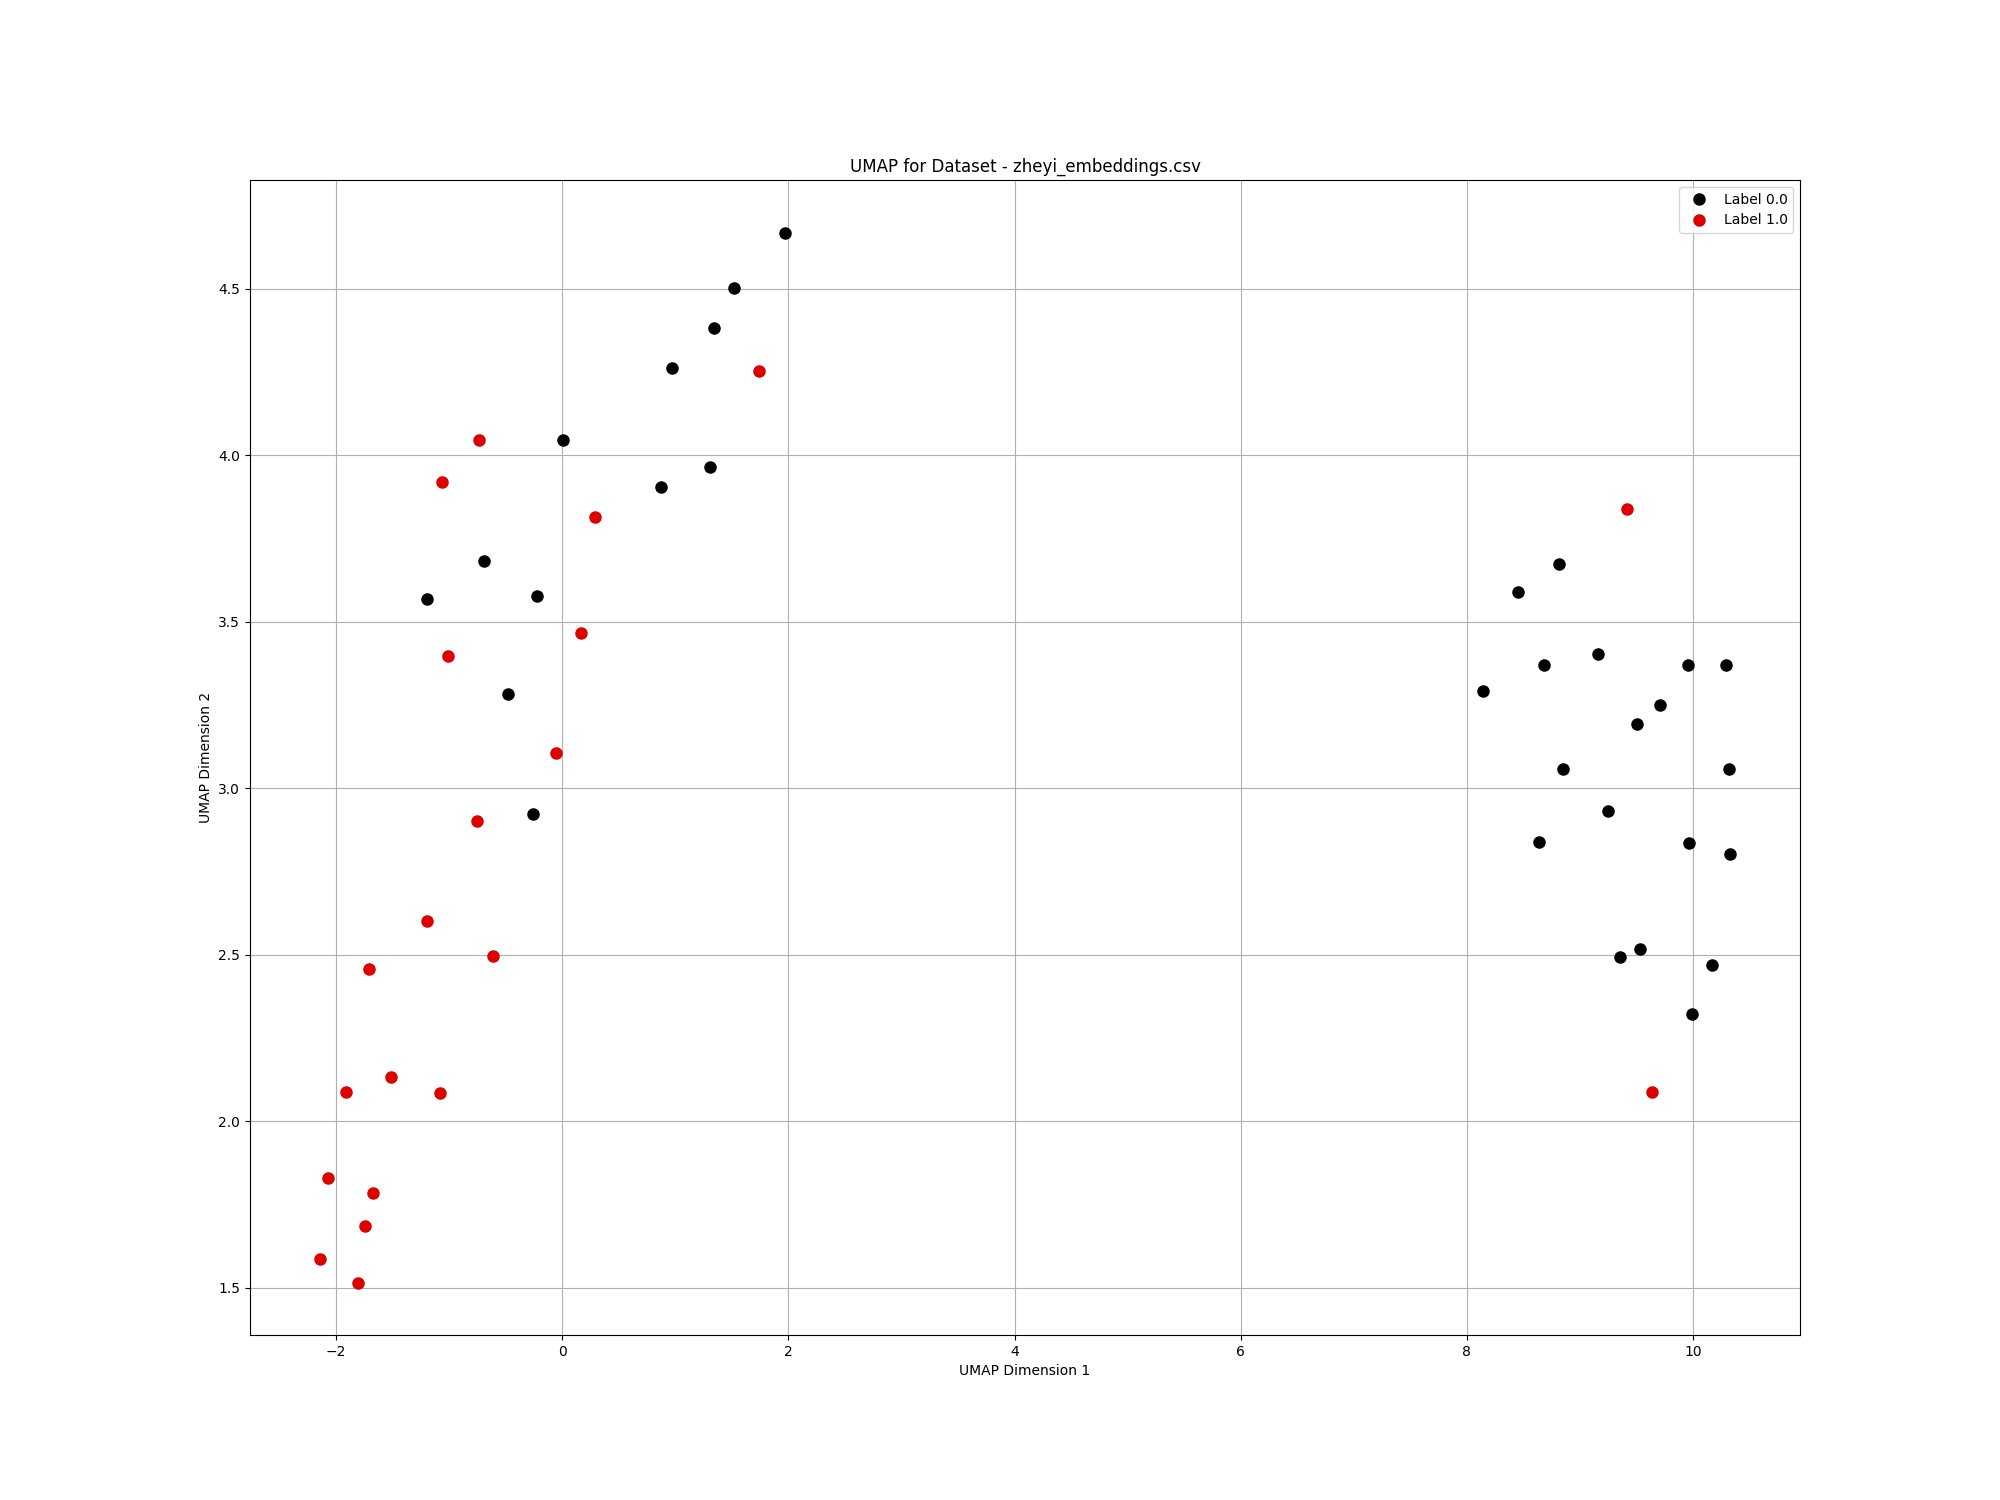 UMAP for Dataset - zheyi_embeddings.csv
Label 0.0
Label 1.0
4.5
4.0
3.5
3.0
2.5
2.0
1.5
UMAP Dimension 2
−2
0
2
4
6
8
10
UMAP Dimension 1